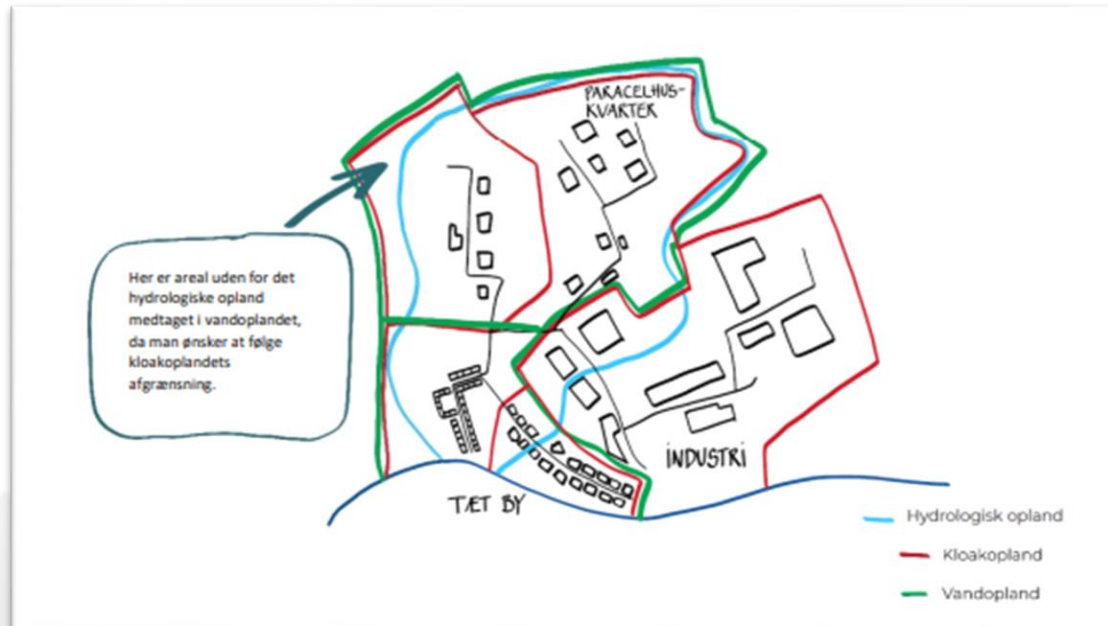 PARACELHUS-
KVARTER
Her er areal uden for det
hydrologiske opland
medtaget i vandoplandet,
da man ønsker at følge
kloakoplandets
afgrænsning.
INDUSTRI
TÆT BY
Hydrologisk opland
Kloakopland
Vandopland